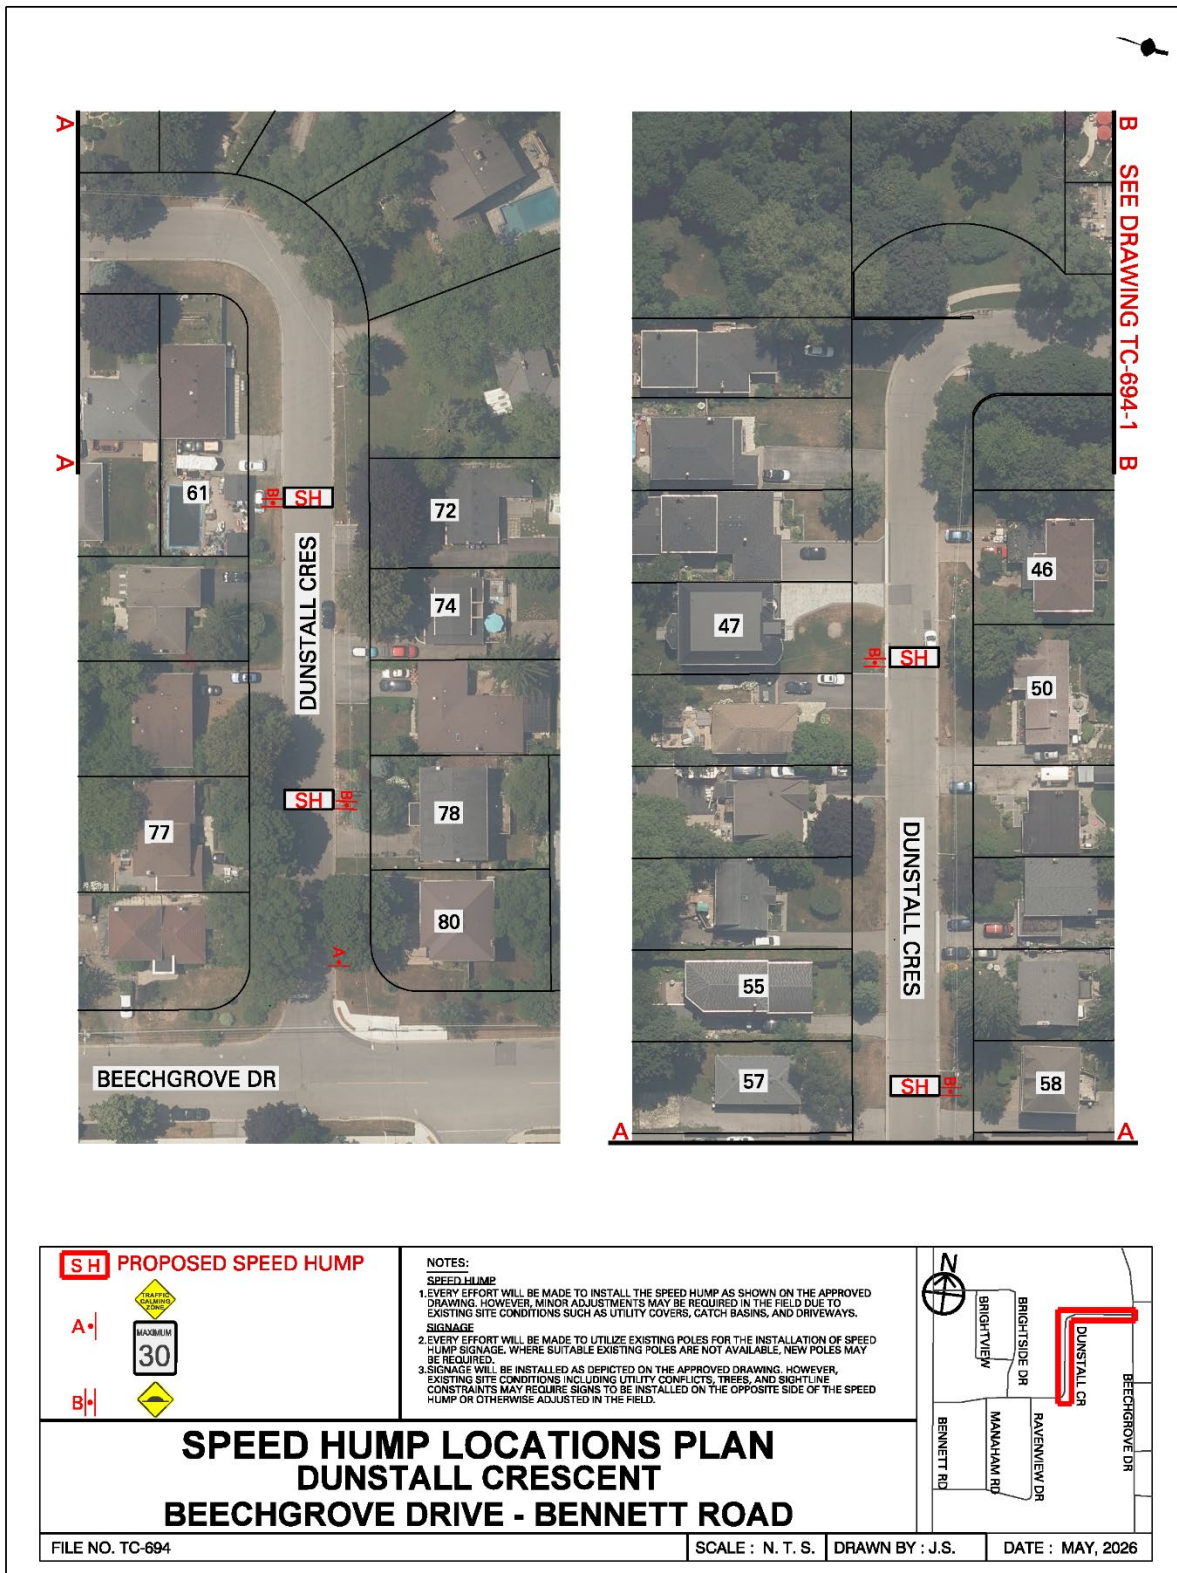 A
A
61
SH
B
72
74
DUNSTALL CRES
SH
B
78
77
80
A
BEECHGROVE DR
B
SEE DRAWING TC-694-1
B
46
47
B
SH
50
DUNSTALL CRES
55
57
SH
B
58
A
A
SH PROPOSED SPEED HUMP
TRAFFIC
CALMING
ZONE
A
MAXIMUM
30
B
NOTES:
SPEED HUMP
1. EVERY EFFORT WILL BE MADE TO INSTALL THE SPEED HUMP AS SHOWN ON THE APPROVED
DRAWING. HOWEVER, MINOR ADJUSTMENTS MAY BE REQUIRED IN THE FIELD DUE TO
EXISTING SITE CONDITIONS SUCH AS UTILITY COVERS, CATCH BASINS, AND DRIVEWAYS.
SIGNAGE
2. EVERY EFFORT WILL BE MADE TO UTILIZE EXISTING POLES FOR THE INSTALLATION OF SPEED
HUMP SIGNAGE. WHERE SUITABLE EXISTING POLES ARE NOT AVAILABLE, NEW POLES MAY
BE REQUIRED.
3. SIGNAGE WILL BE INSTALLED AS DEPICTED ON THE APPROVED DRAWING. HOWEVER,
EXISTING SITE CONDITIONS INCLUDING UTILITY CONFLICTS, TREES, AND SIGHTLINE
CONSTRAINTS MAY REQUIRE SIGNS TO BE INSTALLED ON THE OPPOSITE SIDE OF THE SPEED
HUMP OR OTHERWISE ADJUSTED IN THE FIELD.
N
BRIGHTVIEW
BRIGHTSIDE DR
DUNSTALL CR
BEECHGROVE DR
BENNETT RD
MANAHAM RD
RAVENVIEW DR
SPEED HUMP LOCATIONS PLAN
DUNSTALL CRESCENT
BEECHGROVE DRIVE - BENNETT ROAD
FILE NO. TC-694
SCALE : N. T. S.
DRAWN BY : J.S.
DATE : MAY, 2026